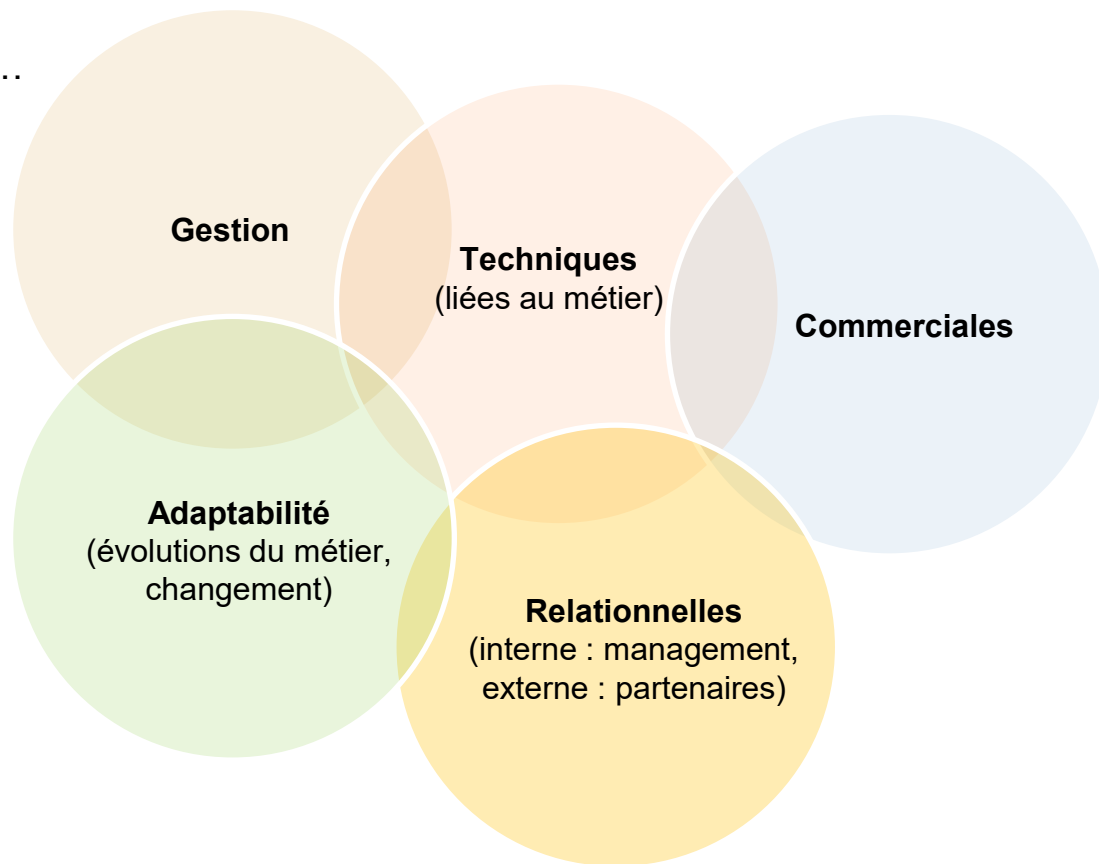 ..
Gestion
Techniques
(liées au métier)
Commerciales
Adaptabilité
(évolutions du métier,
changement)
Relationnelles
(interne : management,
externe : partenaires)